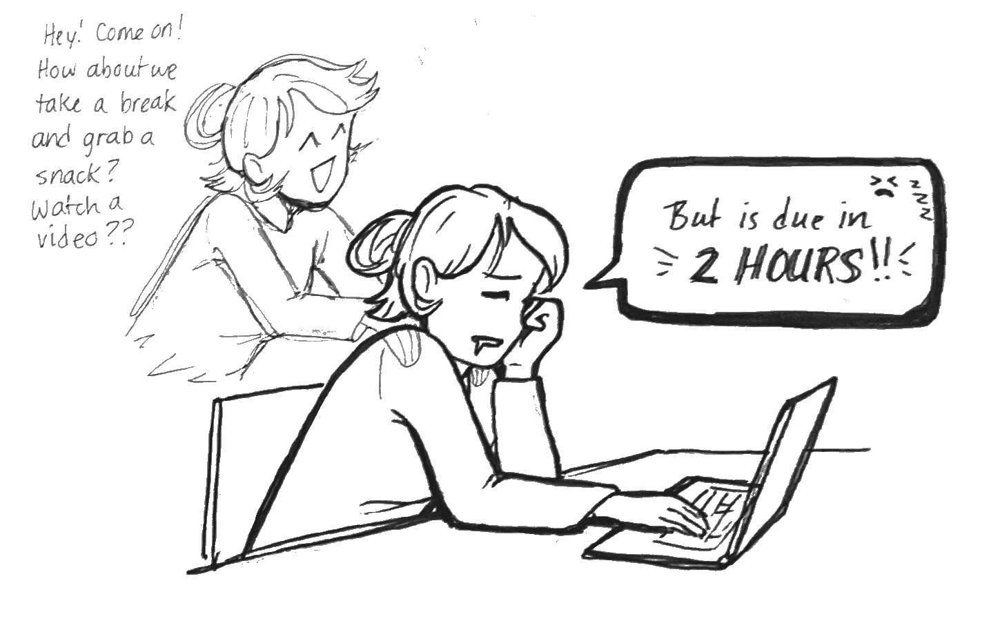 Hey! Come on!
How about we
take a break
and grab a
snack?
Watch a
video??
z
z
z
But is due in
2 HOURS!!